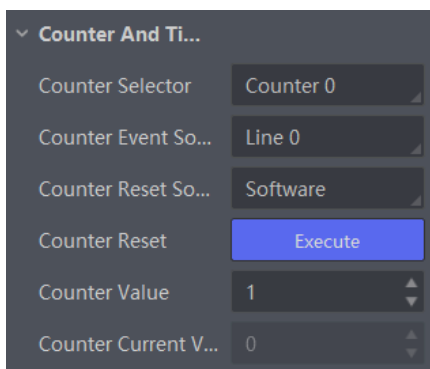 Counter And Ti...
Counter Selector Counter 0
Counter Event So... Line 0
Counter Reset So... Software
Counter Reset Execute
Counter Value 1
Counter Current V... 0